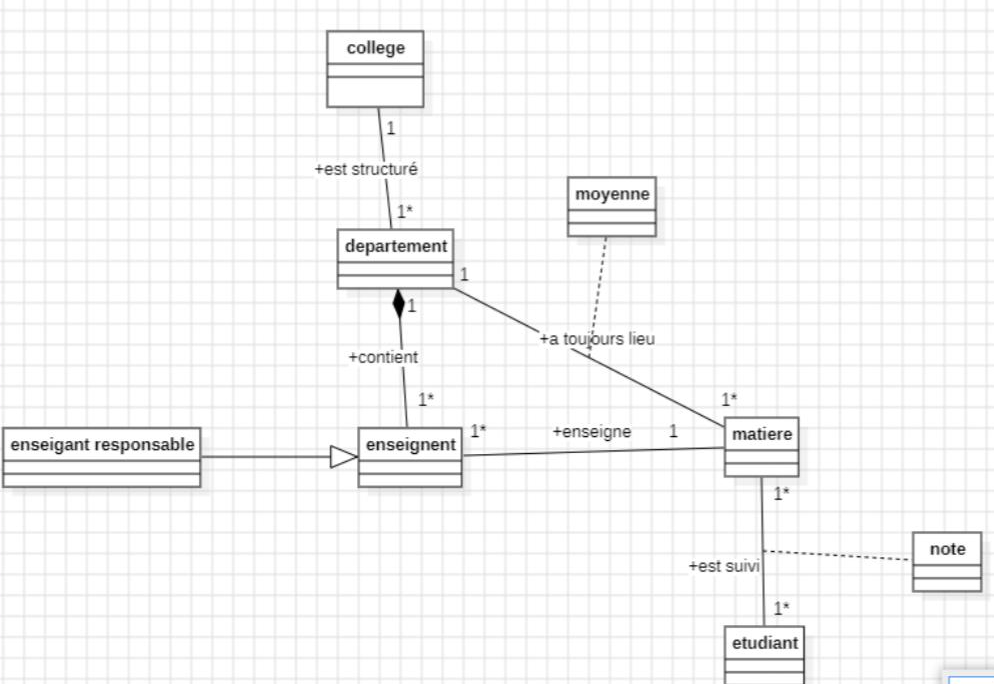 college
1
+est structuré
1*
moyenne
departement
1
1
+a toujours lieu
+contient
1*
1*
enseigant responsable
enseignent
1*
+enseigne
1
matiere
1*
note
+est suivi
1*
etudiant